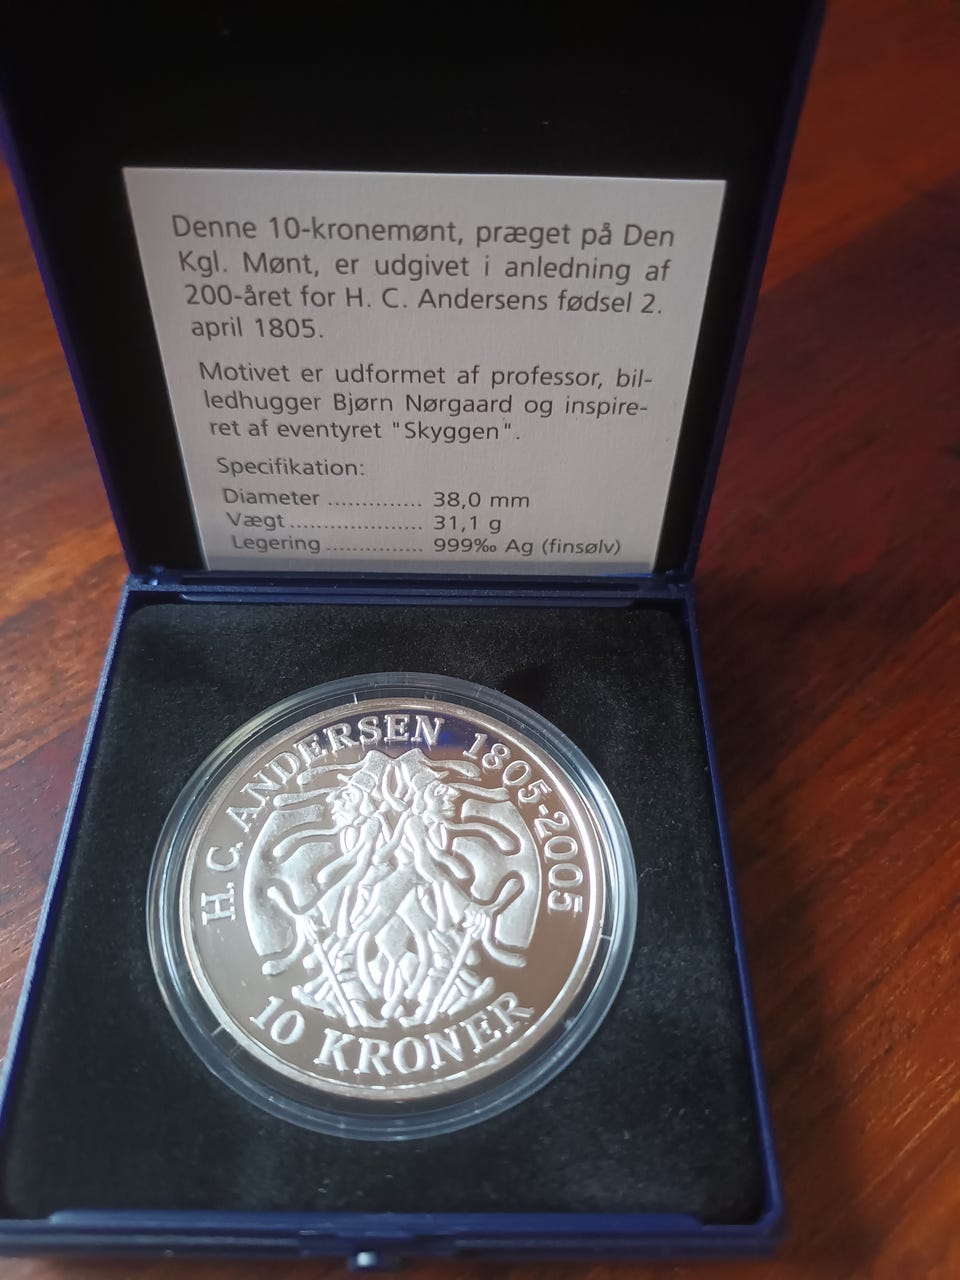 Denne 10-kronemønt, præget på Den
Kgl. Mønt, er udgivet i anledning af
200-året for H. C. Andersens fødsel 2.
april 1805.
Motivet er udformet af professor, bil-
ledhugger Bjørn Nørgaard og inspire-
ret af eventyret "Skyggen".
Specifikation:
Diameter .............. 38,0 mm
Vægt..................... 31,1 g
Legering ............... 999‰ Ag (finsølv)
H. C. ANDERSEN 1805-2005
10 KRONER